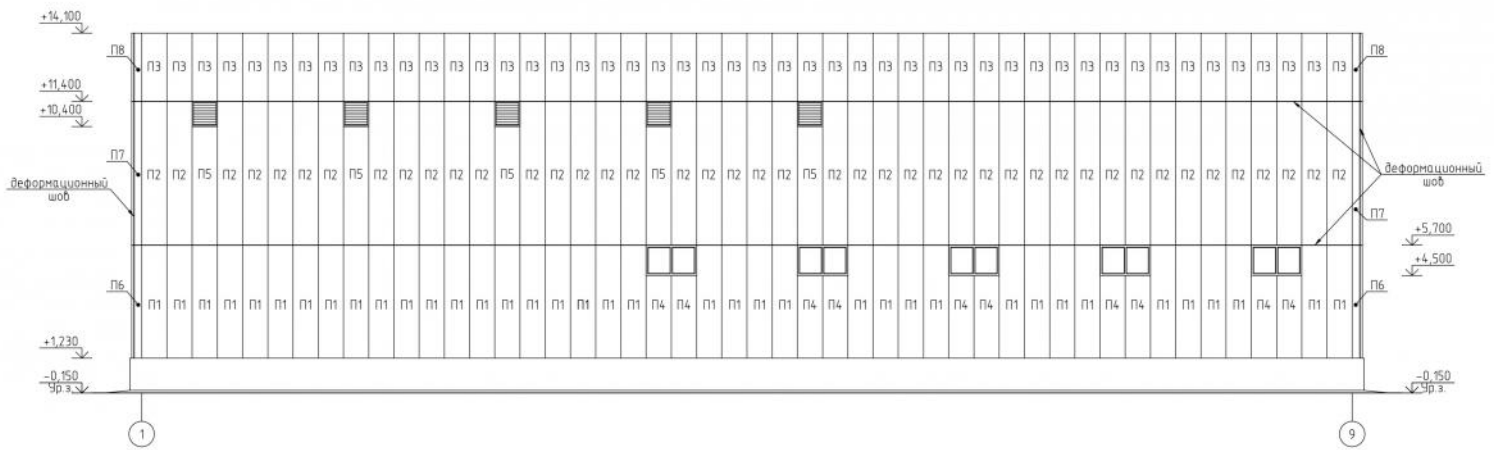 +14,100
П8
П8
П3 П3 П3 П3 П3 П3 П3 П3 П3 П3 П3 П3 П3 П3 П3 П3 П3 П3 П3 П3 П3 П3 П3 П3 П3 П3 П3 П3 П3 П3 П3 П3 П3 П3 П3 П3 П3 П3 П3 П3 П3 П3 П3 П3 П3 П3 П3 П3
+11,400
+10,400
П7
П2 П2 П5 П2 П2 П2 П2 П2 П5 П2 П2 П2 П2 П2 П5 П2 П2 П2 П2 П2 П5 П2 П2 П2 П2 П2 П5 П2 П2 П2 П2 П2 П2 П2 П2 П2 П2 П2 П2 П2 П2 П2 П2 П2 П2 П2 П2 П2
деформационный
шов
деформационный
шов
П7
+5,700
+4,500
П6
П6
П1 П1 П1 П1 П1 П1 П1 П1 П1 П1 П1 П1 П1 П1 П1 П1 П1 П1 П1 П1 П4 П4 П1 П1 П1 П1 П4 П4 П1 П1 П1 П1 П4 П4 П1 П1 П1 П1 П4 П4 П1 П1 П1 П1 П4 П4 П1 П1
+1,230
-0,150
Ур.з.
-0,150
Ур.з.
1
9